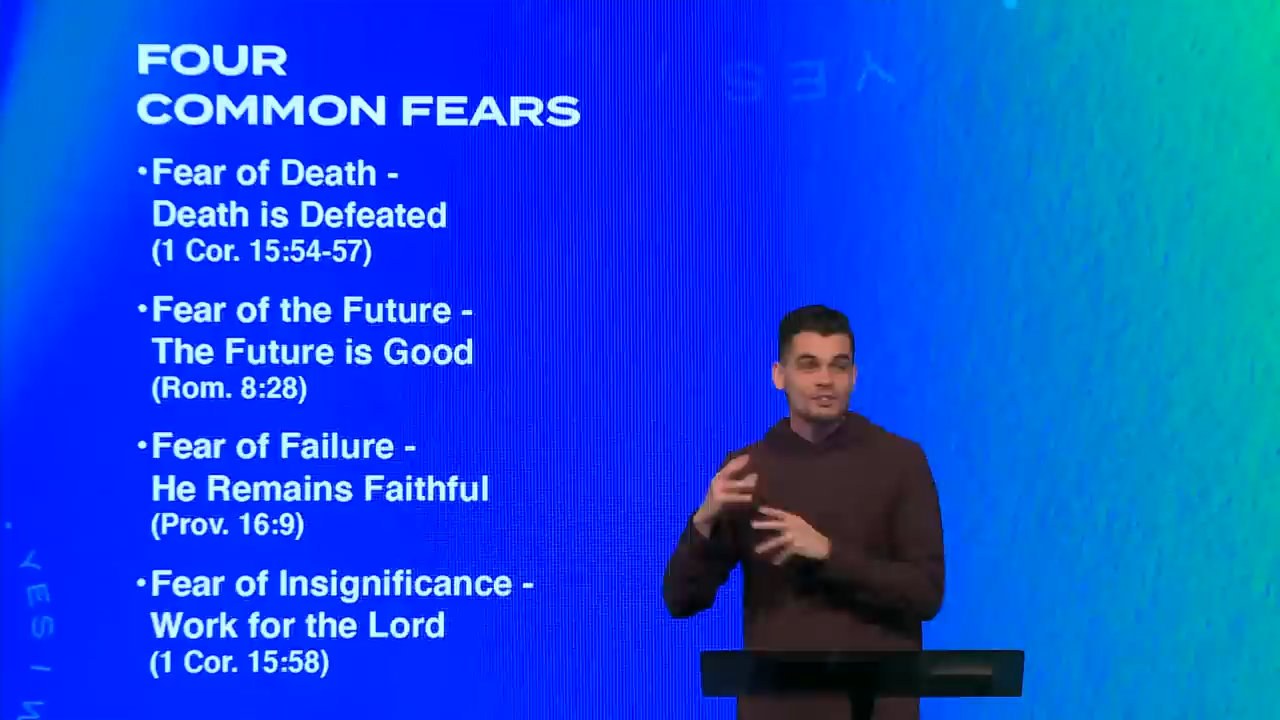 FOUR
COMMON FEARS
•Fear of Death -
Death is Defeated
(1 Cor. 15:54-57)
•Fear of the Future -
The Future is Good
(Rom. 8:28)
•Fear of Failure -
He Remains Faithful
(Prov. 16:9)
•Fear of Insignificance -
Work for the Lord
(1 Cor. 15:58)
YES
YES I N